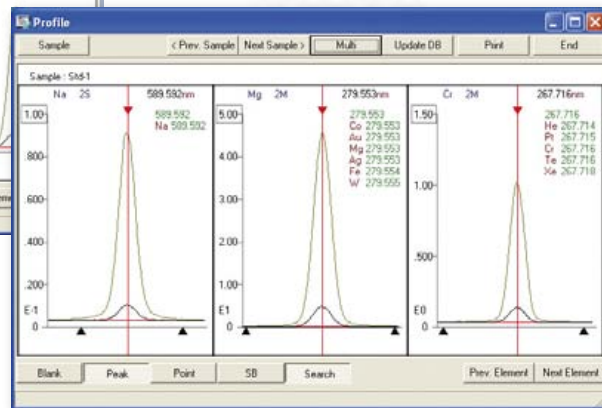 Profile
Sample < Prev. Sample Next Sample > Multi Update DB Print End
Sample : Std-1
Na 2S 589.592nm
1.00
.800
.600
.400
.200
E-1
0
589.592
Na 589.592
Mg 2M 279.553nm
5.00
4.00
3.00
2.00
1.00
E1
0
279.553
Co 279.553
Au 279.553
Mg 279.553
Ag 279.553
Fe 279.554
W 279.555
Cr 2M 267.716nm
1.50
1.00
.500
E0
0
267.716
He 267.714
Pt 267.715
Cr 267.716
Te 267.716
Xe 267.718
Blank Peak Point SB Search Prev. Element Next Element